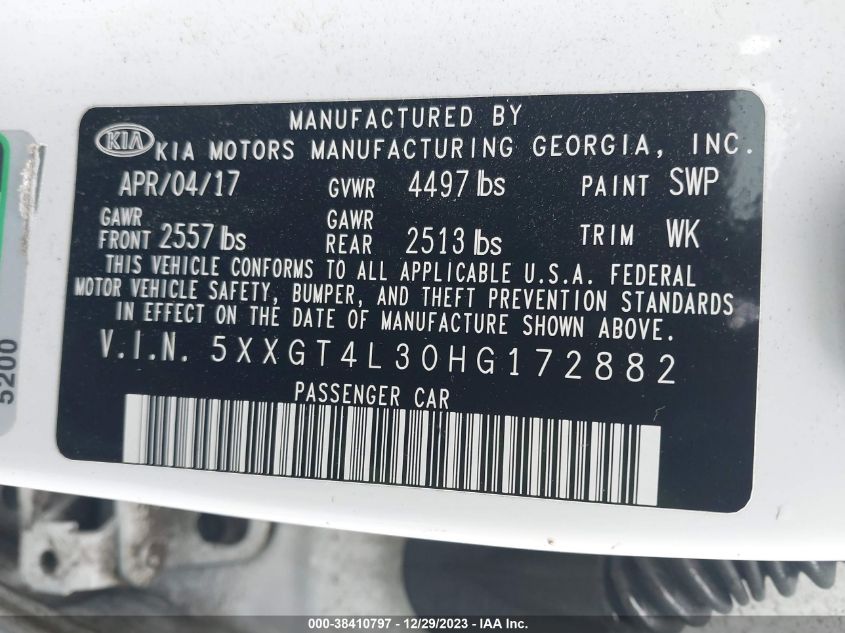 MANUFACTURED BY
KIA KIA MOTORS MANUFACTURING GEORGIA, INC.
APR/04/17 GVWR 4497 lbs PAINT SWP
GAWR FRONT 2557 lbs GAWR REAR 2513 lbs TRIM WK
THIS VEHICLE CONFORMS TO ALL APPLICABLE U.S.A. FEDERAL
MOTOR VEHICLE SAFETY, BUMPER, AND THEFT PREVENTION STANDARDS
IN EFFECT ON THE DATE OF MANUFACTURE SHOWN ABOVE.
V.I.N. 5XXGT4L30HG172882
PASSENGER CAR
5200
000-38410797 - 12/29/2023 - IAA Inc.